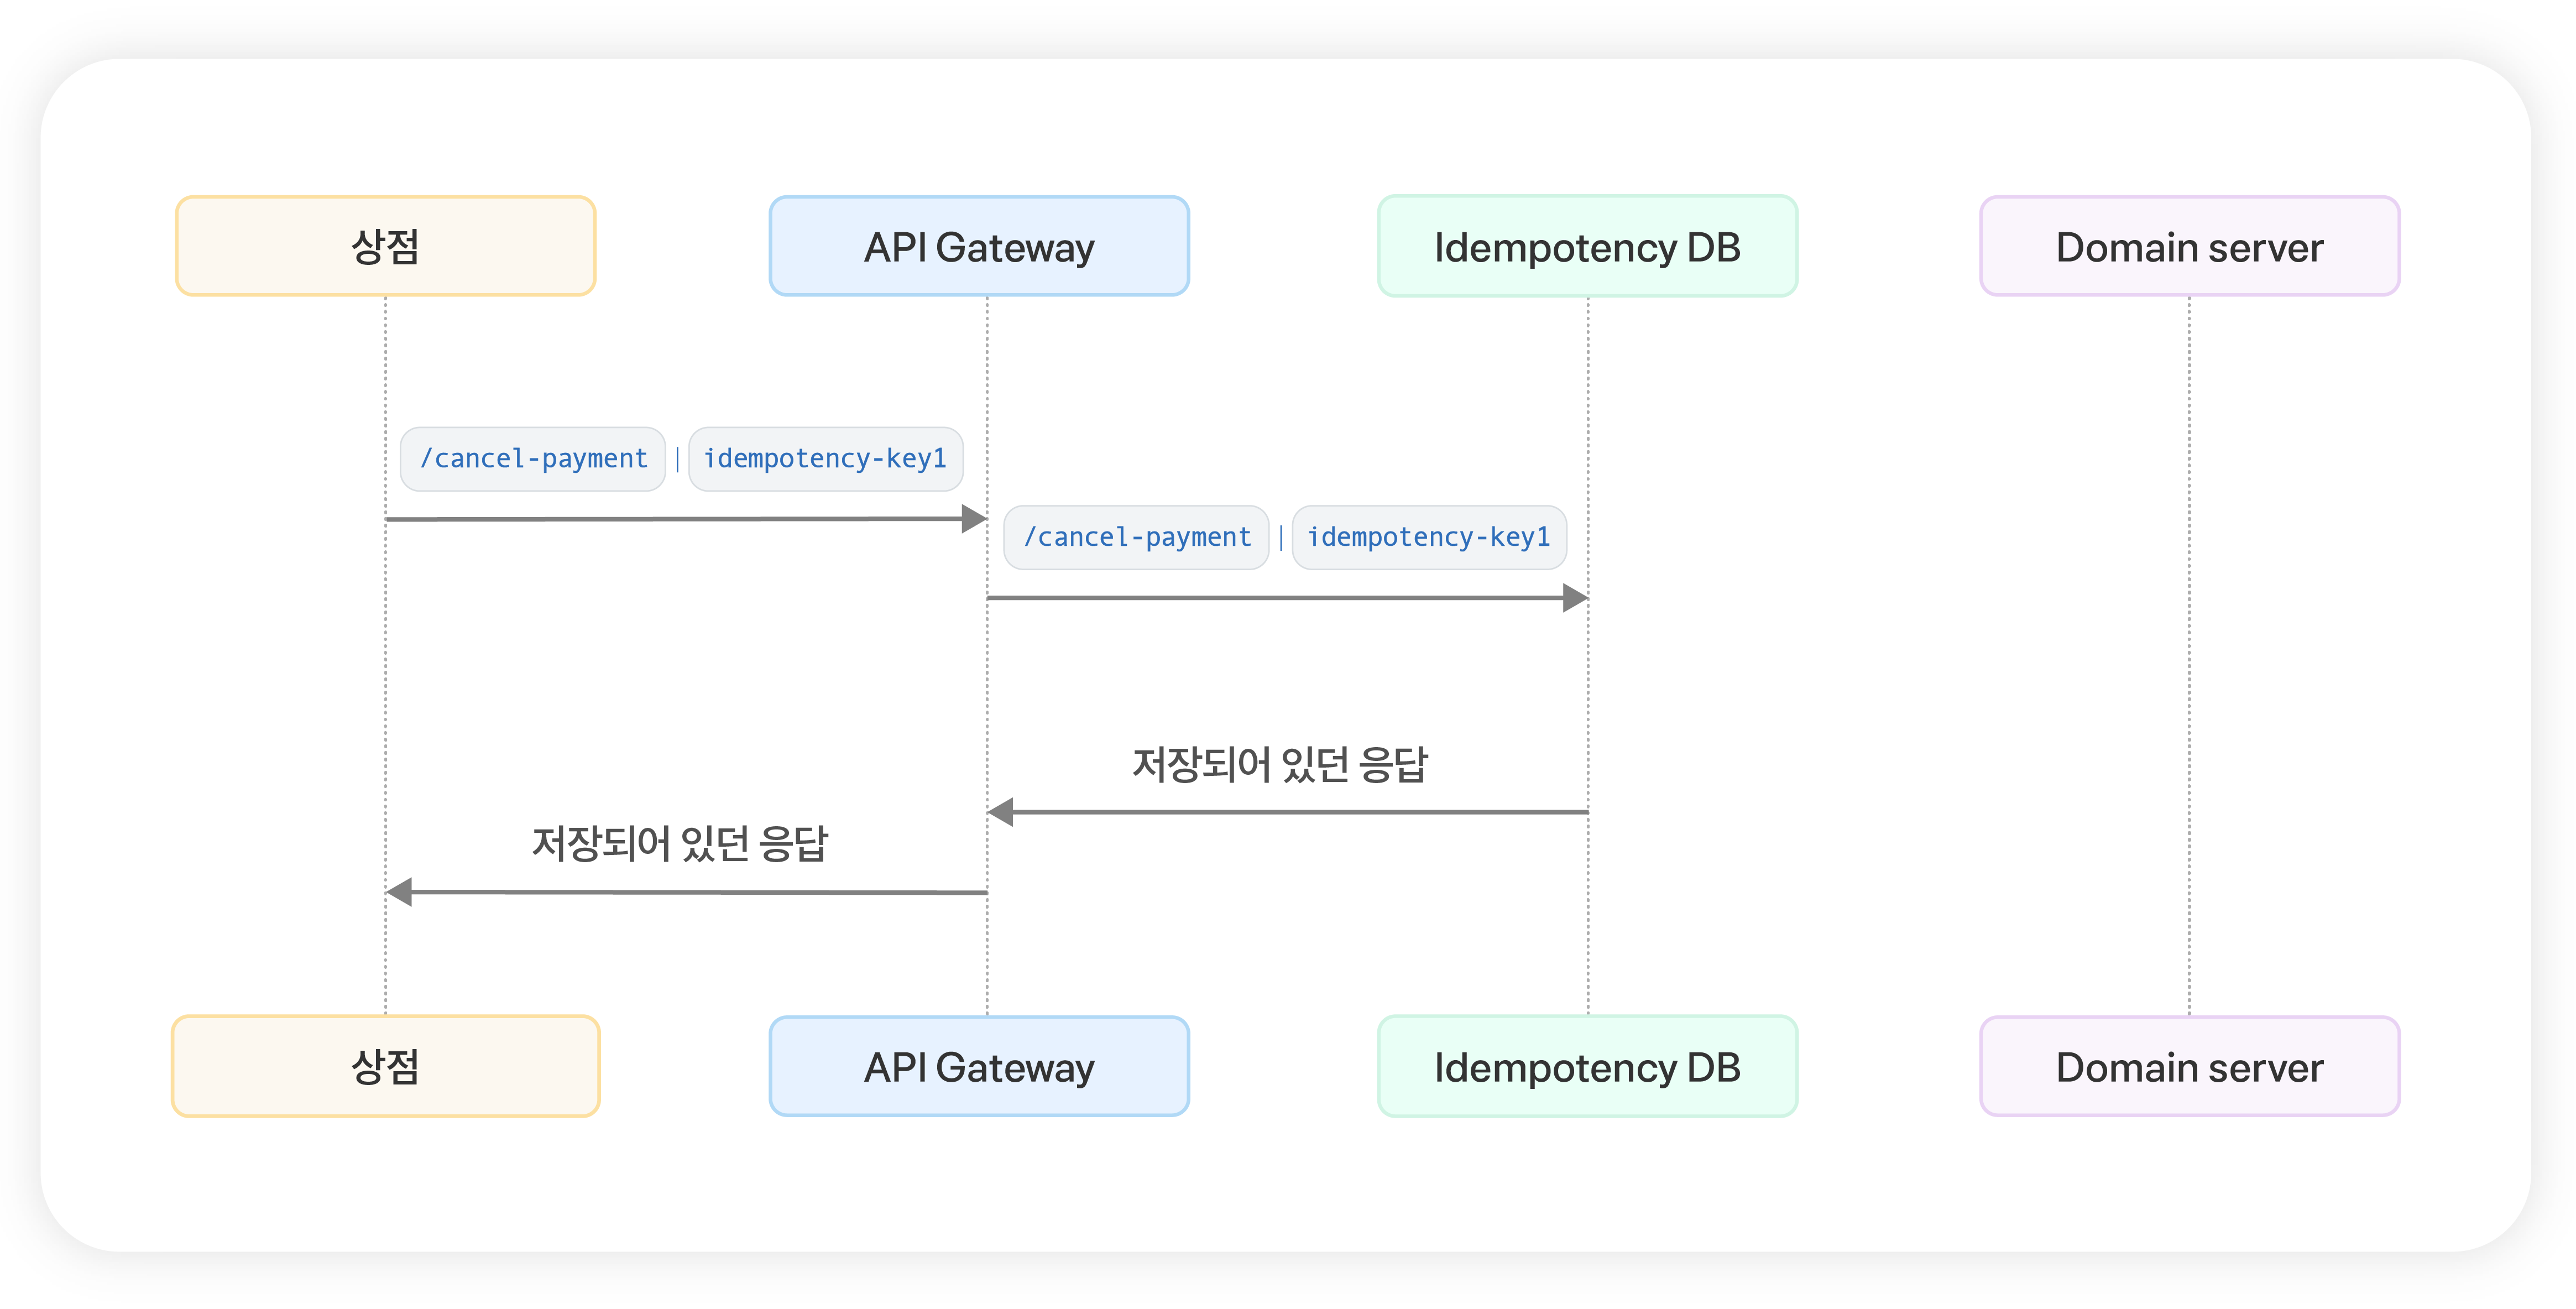 상점
API Gateway
Idempotency DB
Domain server
/cancel-payment | idempotency-key1
/cancel-payment | idempotency-key1
저장되어 있던 응답
저장되어 있던 응답
상점
API Gateway
Idempotency DB
Domain server